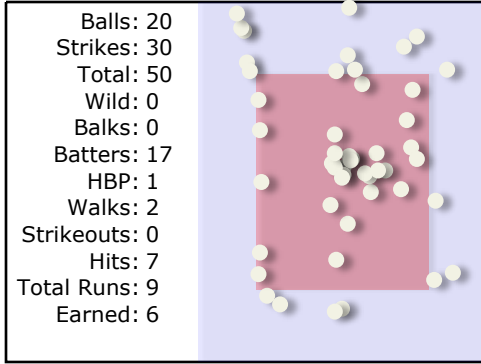 Balls: 20
Strikes: 30
Total: 50
Wild: 0
Balks: 0
Batters: 17
HBP: 1
Walks: 2
Strikeouts: 0
Hits: 7
Total Runs: 9
Earned: 6